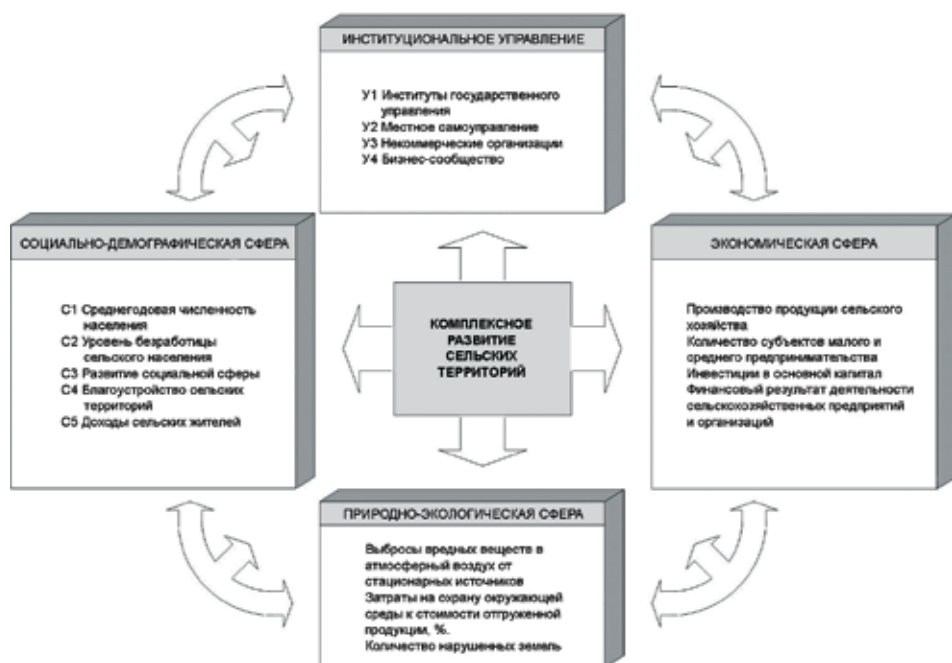 ИНСТИТУЦИОНАЛЬНОЕ УПРАВЛЕНИЕ
У1 Институты государственного
управления
У2 Местное самоуправление
У3 Некоммерческие организации
У4 Бизнес-сообщество
СОЦИАЛЬНО-ДЕМОГРАФИЧЕСКАЯ СФЕРА
С1 Среднегодовая численность
населения
С2 Уровень безработицы
сельского населения
С3 Развитие социальной сферы
С4 Благоустройство сельских
территорий
С5 Доходы сельских жителей
КОМПЛЕКСНОЕ
РАЗВИТИЕ
СЕЛЬСКИХ
ТЕРРИТОРИЙ
ЭКОНОМИЧЕСКАЯ СФЕРА
Производство продукции сельского
хозяйства
Количество субъектов малого и
среднего предпринимательства
Инвестиции в основной капитал
Финансовый результат деятельности
сельскохозяйственных предприятий
и организаций
ПРИРОДНО-ЭКОЛОГИЧЕСКАЯ СФЕРА
Выбросы вредных веществ в
атмосферный воздух от
стационарных источников
Затраты на охрану окружающей
среды к стоимости отгруженной
продукции, %.
Количество нарушенных земель